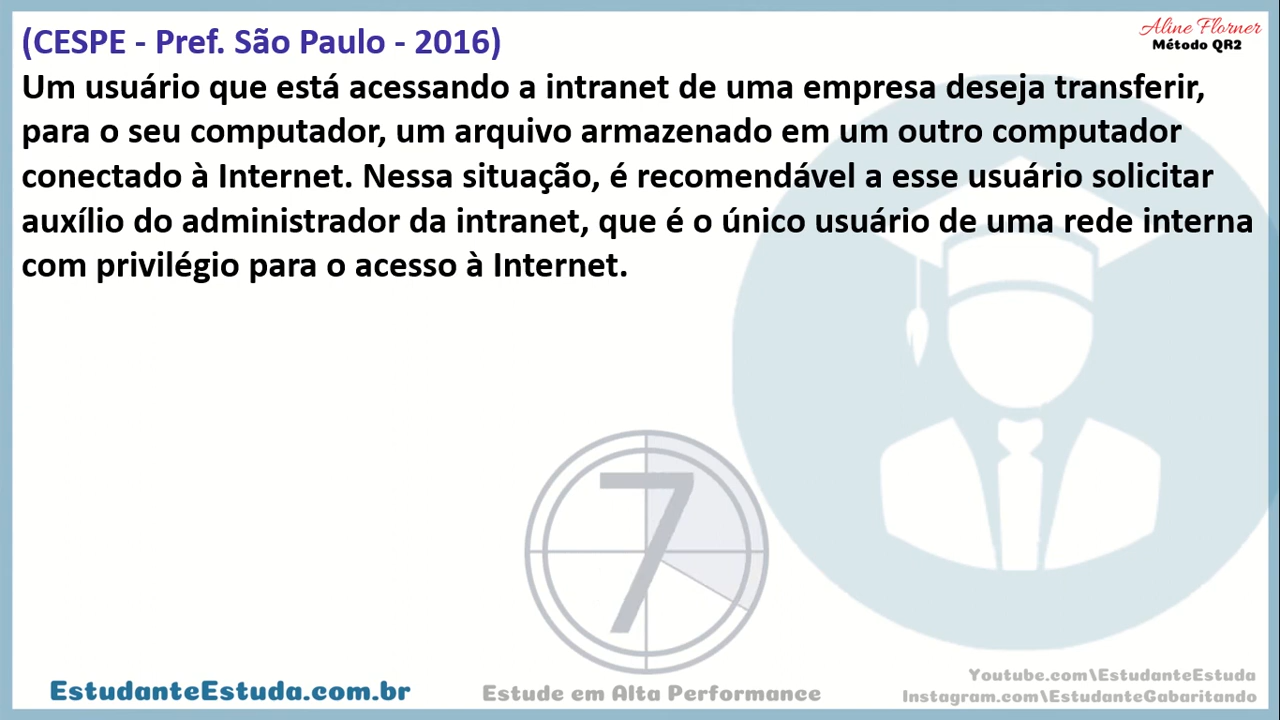 (CESPE - Pref. São Paulo - 2016)
Aline Florner
Método QR2
Um usuário que está acessando a intranet de uma empresa deseja transferir,
para o seu computador, um arquivo armazenado em um outro computador
conectado à Internet. Nessa situação, é recomendável a esse usuário solicitar
auxílio do administrador da intranet, que é o único usuário de uma rede interna
com privilégio para o acesso à Internet.
7
EstudanteEstuda.com.br
Estude em Alta Performance
Youtube.com\EstudanteEstuda
Instagram.com\EstudanteGabaritando